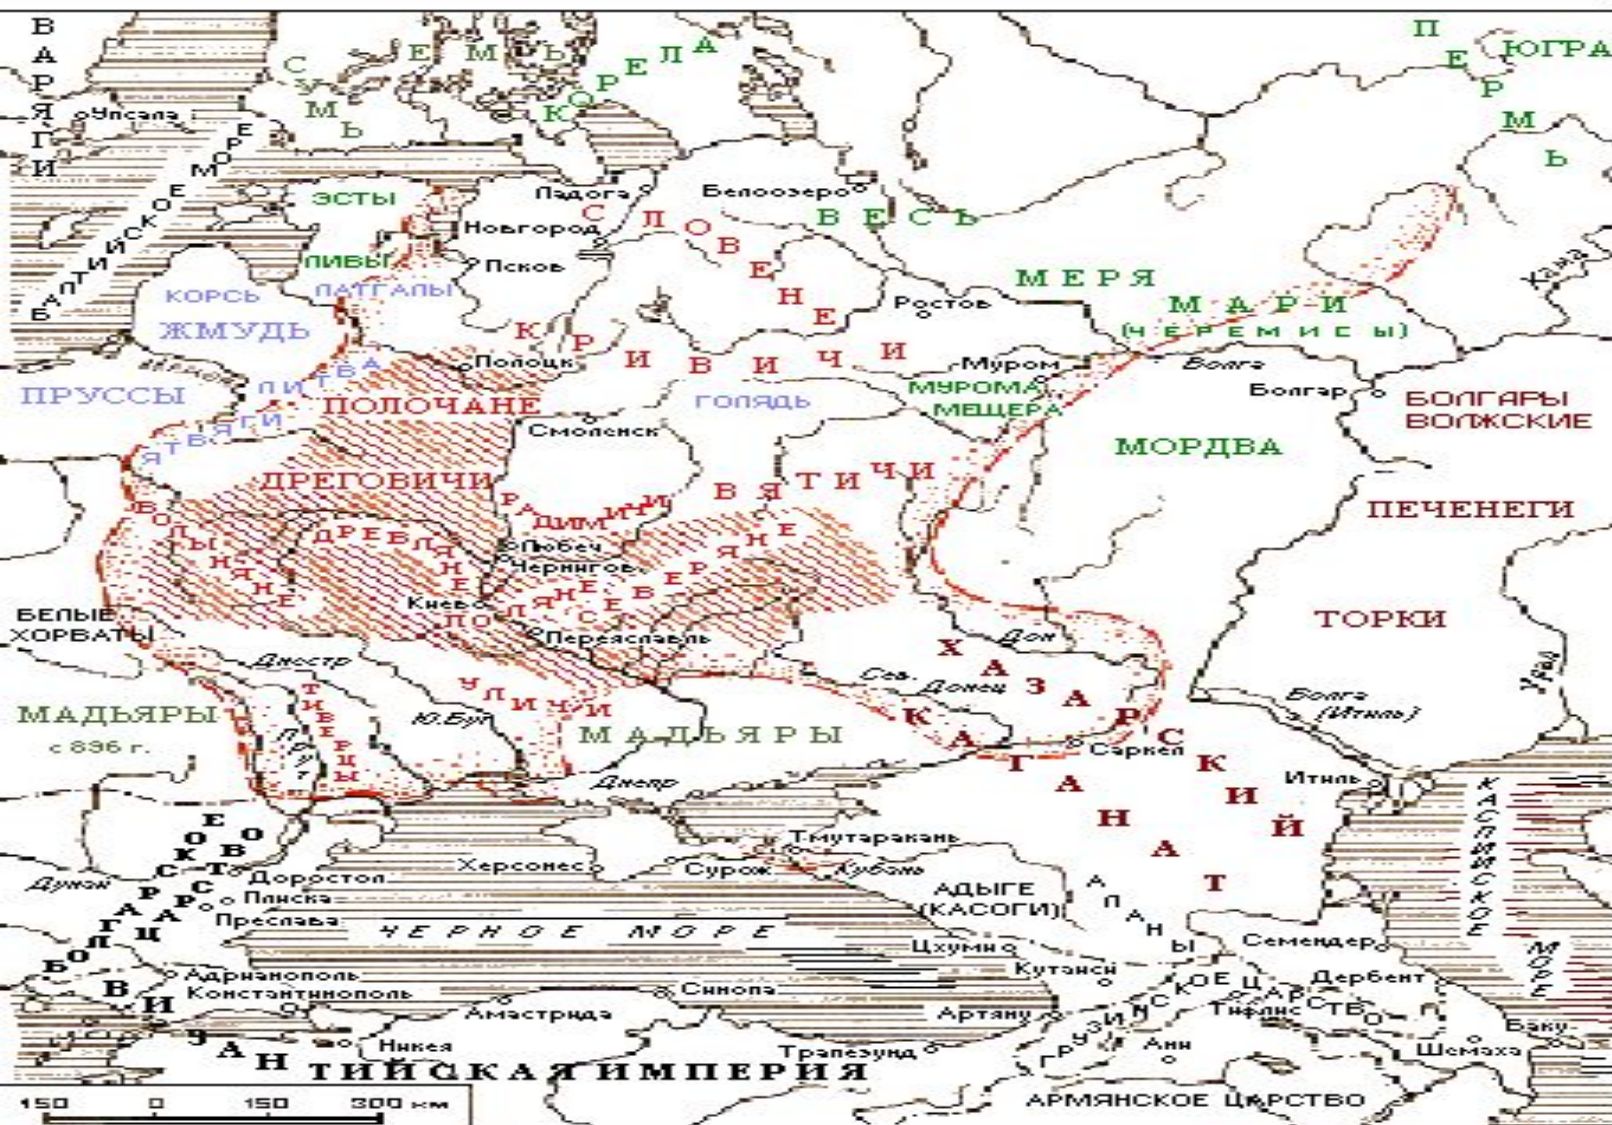 ВАРЯГИ
Упсала
БАЛТИЙСКОЕ МОРЕ
СУМЬ
ЕМЬ
КОРЕЛА
ПЕРМЬ
ЮГРА
ЭСТЫ
Ладога
Белоозеро
ВЕСЬ
Новгород
СЛОВЕНЕ
Псков
ЛИВЫ
ЛАТГАЛЫ
КОРСЬ
ЖМУДЬ
МЕРЯ
Ростов
МАРИ
(ЧЕРЕМИСЫ)
Кама
КРИВИЧИ
Полоцк
Муром
Волга
Болгар
БОЛГАРЫ
ВОЛЖСКИЕ
ПРУССЫ
ЛИТВА
ЯТВЯГИ
ПОЛОЧАНЕ
ГОЛЯДЬ
МУРОМА
МЕЩЕРА
Смоленск
МОРДВА
ДРЕГОВИЧИ
РАДИМИЧИ
ВЯТИЧИ
ПЕЧЕНЕГИ
ВОЛЫНЯНЕ
ДРЕВЛЯНЕ
Любеч
Чернигов
СЕВЕРЯНЕ
Киев
ПОЛЯНЕ
Переяславль
БЕЛЫЕ
ХОРВАТЫ
ТОРКИ
Дон
Урал
Днестр
Сев. Донец
ХАЗАРСКИЙ
КАГАНАТ
УЛИЧИ
ТИВЕРЦЫ
Прут
Ю.Буг
МАДЬЯРЫ
с 896 г.
МАДЬЯРЫ
Волга
(Итиль)
Саркел
Итиль
Днепр
КАСПИЙСКОЕ МОРЕ
Тмутаракань
Херсонес
Сурож
Кубань
Дунай
Доростол
Плиска
Преслава
БОЛГАРСКОЕ
ЦАРСТВО
АДЫГЕ
(КАСОГИ)
АЛАНЫ
ЧЕРНОЕ МОРЕ
Цхуми
Семендер
Кутаиси
Дербент
Адрианополь
Константинополь
Синопа
Амастрида
Артяни
ГРУЗИНСКОЕ ЦАРСТВО
Тифлис
Баку
Никея
Трапезунд
Ани
Шемаха
ВИЗАНТИЙСКАЯ ИМПЕРИЯ
АРМЯНСКОЕ ЦАРСТВО
150 0 150 300 км